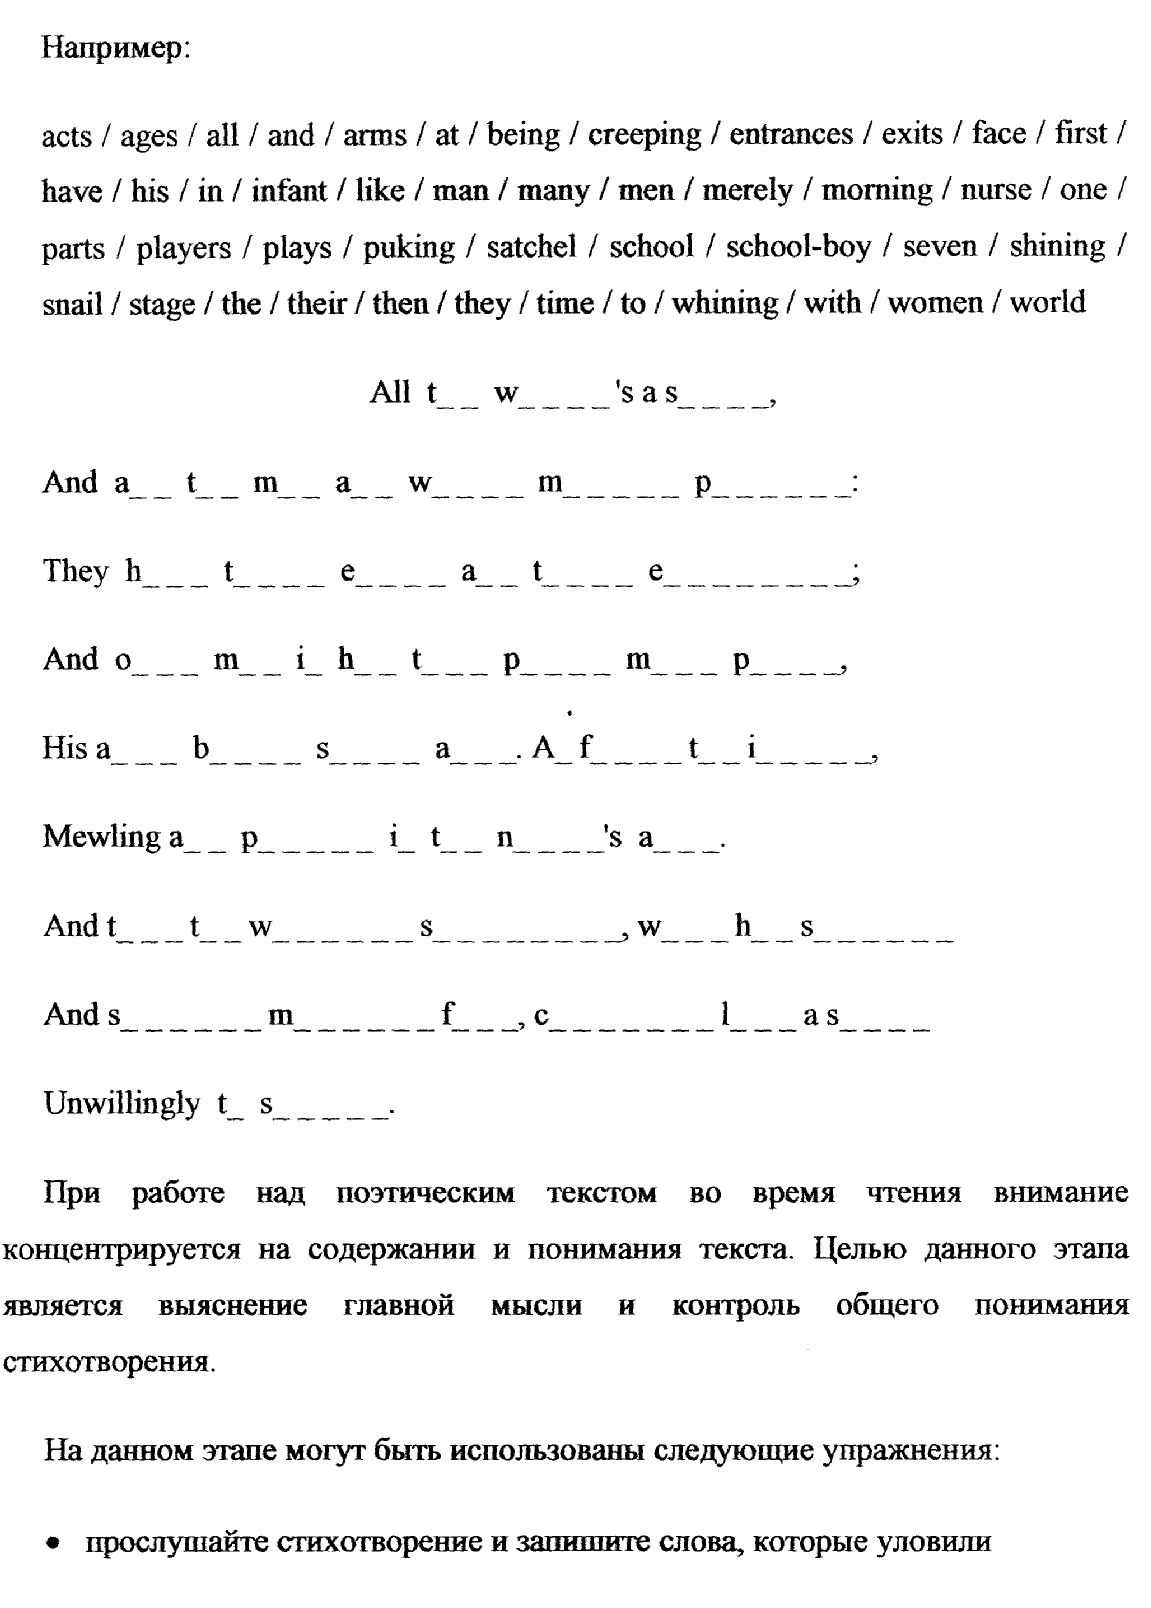 Например:
acts / ages / all / and / arms / at / being / creeping / entrances / exits / face / first /
have / his / in / infant / like / man / many / men / merely / morning / nurse / one /
parts / players / plays / puking / satchel / school / school-boy / seven / shining /
snail / stage / the / their / then / they / time / to / whining / with / women / world
All t_ _ w_ _ _ _'s a s_ _ _ _,
And a_ _ t_ _ m_ _ a_ _ w_ _ _ _ m_ _ _ _ _ p_ _ _ _ _ _:
They h_ _ _ t_ _ _ _ e_ _ _ _ a_ _ t_ _ _ _ e_ _ _ _ _ _ _ _;
And o_ _ _ m_ _ i_ h_ _ t_ _ _ p_ _ _ _ m_ _ _ p_ _ _ _,
His a_ _ _ b_ _ _ _ s_ _ _ _ a_ _ _. A_ f_ _ _ _ t_ _ i_ _ _ _ _,
Mewling a_ _ p_ _ _ _ _ i_ t_ _ n_ _ _ _'s a_ _ _.
And t_ _ _ t_ _ w_ _ _ _ _ _ s_ _ _ _ _ _ _ _, w_ _ _ h_ _ s_ _ _ _ _ _
And s_ _ _ _ _ _ m_ _ _ _ _ _ f_ _ _, c_ _ _ _ _ _ _ l_ _ _ a s_ _ _ _
Unwillingly t_ s_ _ _ _ _.
При работе над поэтическим текстом во время чтения внимание
концентрируется на содержании и понимания текста. Целью данного этапа
является выяснение главной мысли и контроль общего понимания
стихотворения.
На данном этапе могут быть использованы следующие упражнения:
• прослушайте стихотворение и запишите слова, которые уловили